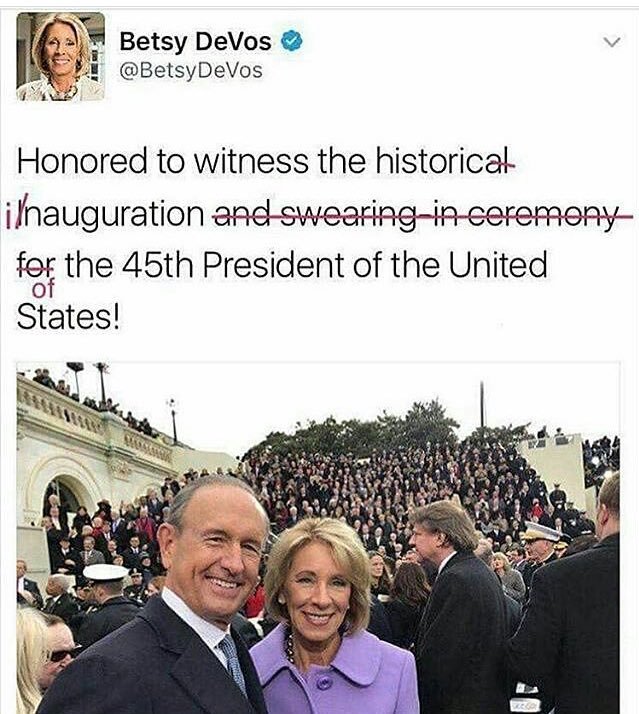 Betsy DeVos
@BetsyDeVos
Honored to witness the historical
i/Inauguration and swearing-in ceremony
for the 45th President of the United
of
States!